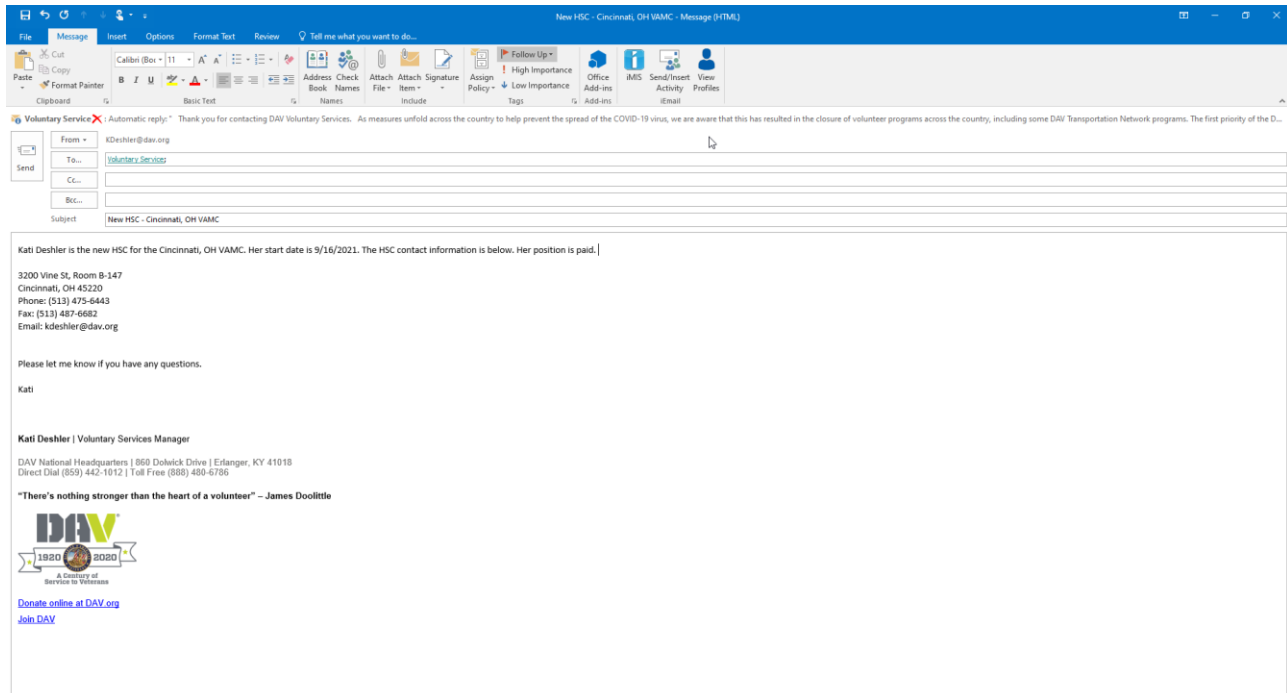 New HSC - Cincinnati, OH VAMC - Message (HTML)
File Message Insert Options Format Text Review Tell me what you want to do...
Paste
Cut
Copy
Format Painter
Calibri (Bor 11
B I U
Address Book
Check Names
Attach File
Attach Item
Signature
Assign Policy
Follow Up
High Importance
Low Importance
Office Add-ins
iMIS
Send/Insert Activity
View Profiles
Clipboard Basic Text Names Include Tags Add-ins iEmail
Voluntary Service : Automatic reply: " Thank you for contacting DAV Voluntary Services. As measures unfold across the country to help prevent the spread of the COVID-19 virus, we are aware that this has resulted in the closure of volunteer programs across the country, including some DAV Transportation Network programs. The first priority of the D...
Send
From KDeshler@dav.org
To... Voluntary Services
Cc...
Bcc...
Subject New HSC - Cincinnati, OH VAMC
Kati Deshler is the new HSC for the Cincinnati, OH VAMC. Her start date is 9/16/2021. The HSC contact information is below. Her position is paid.
3200 Vine St, Room B-147
Cincinnati, OH 45220
Phone: (513) 475-6443
Fax: (513) 487-6682
Email: kdeshler@dav.org
Please let me know if you have any questions.
Kati
Kati Deshler | Voluntary Services Manager
DAV National Headquarters | 860 Dolwick Drive | Erlanger, KY 41018
Direct Dial (859) 442-1012 | Toll Free (888) 480-6786
"There's nothing stronger than the heart of a volunteer" – James Doolittle
DAV
1920 2020
A Century of
Service to Veterans
Donate online at DAV.org
Join DAV